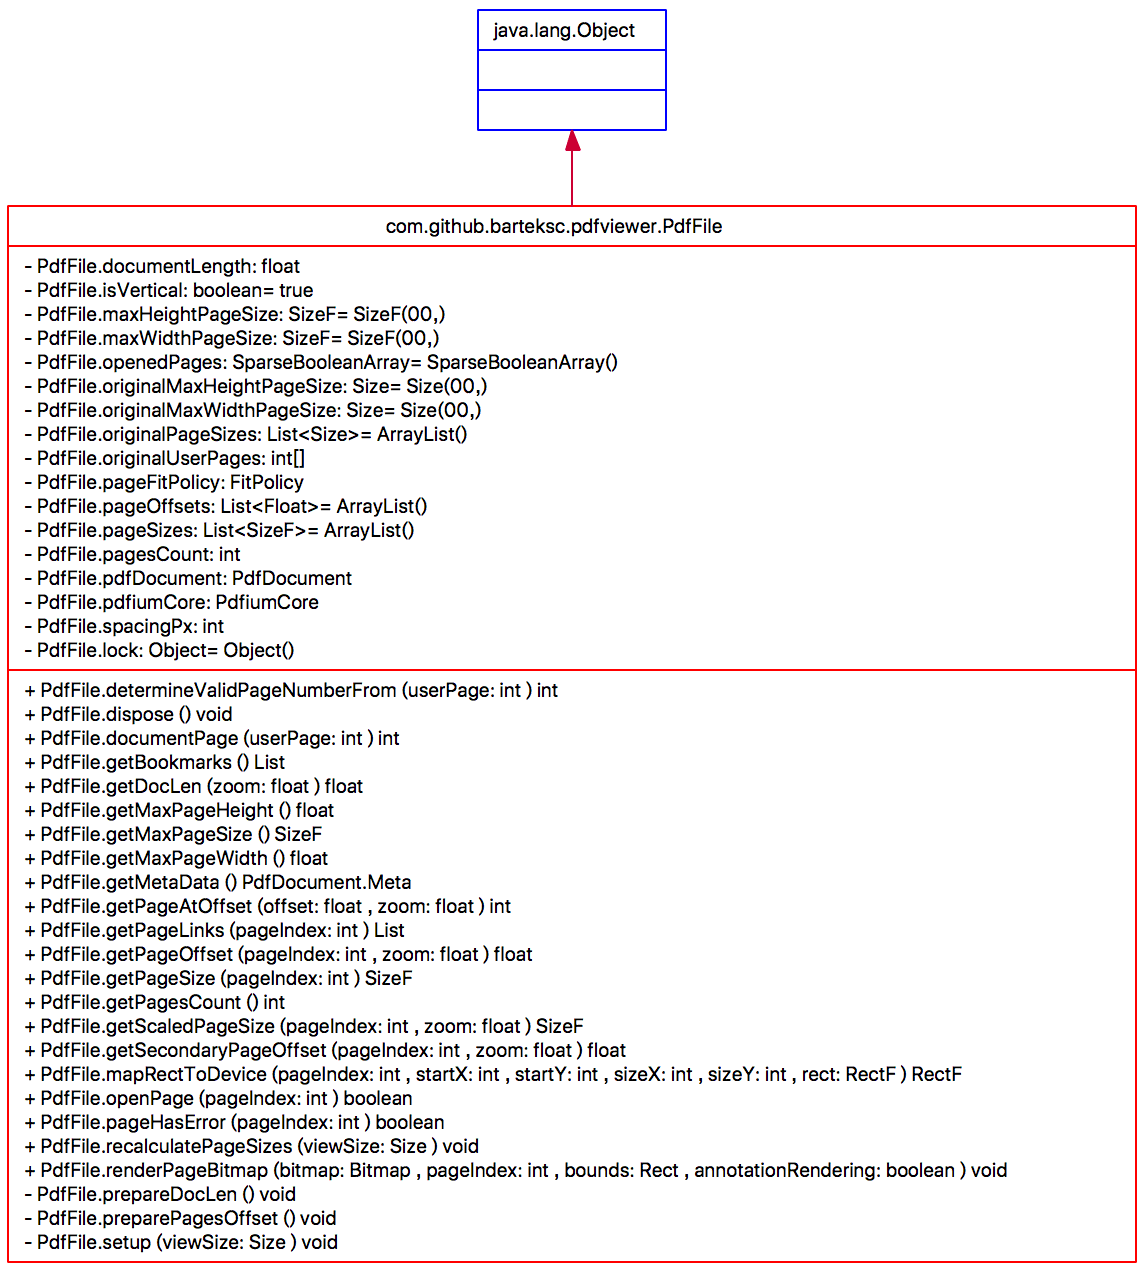 java.lang.Object
com.github.barteksc.pdfviewer.PdfFile
- PdfFile.documentLength: float
- PdfFile.isVertical: boolean= true
- PdfFile.maxHeightPageSize: SizeF= SizeF(00,)
- PdfFile.maxWidthPageSize: SizeF= SizeF(00,)
- PdfFile.openedPages: SparseBooleanArray= SparseBooleanArray()
- PdfFile.originalMaxHeightPageSize: Size= Size(00,)
- PdfFile.originalMaxWidthPageSize: Size= Size(00,)
- PdfFile.originalPageSizes: List<Size>= ArrayList()
- PdfFile.originalUserPages: int[]
- PdfFile.pageFitPolicy: FitPolicy
- PdfFile.pageOffsets: List<Float>= ArrayList()
- PdfFile.pageSizes: List<SizeF>= ArrayList()
- PdfFile.pagesCount: int
- PdfFile.pdfDocument: PdfDocument
- PdfFile.pdfiumCore: PdfiumCore
- PdfFile.spacingPx: int
- PdfFile.lock: Object= Object()
+ PdfFile.determineValidPageNumberFrom (userPage: int ) int
+ PdfFile.dispose () void
+ PdfFile.documentPage (userPage: int ) int
+ PdfFile.getBookmarks () List
+ PdfFile.getDocLen (zoom: float ) float
+ PdfFile.getMaxPageHeight () float
+ PdfFile.getMaxPageSize () SizeF
+ PdfFile.getMaxPageWidth () float
+ PdfFile.getMetaData () PdfDocument.Meta
+ PdfFile.getPageAtOffset (offset: float , zoom: float ) int
+ PdfFile.getPageLinks (pageIndex: int ) List
+ PdfFile.getPageOffset (pageIndex: int , zoom: float ) float
+ PdfFile.getPageSize (pageIndex: int ) SizeF
+ PdfFile.getPagesCount () int
+ PdfFile.getScaledPageSize (pageIndex: int , zoom: float ) SizeF
+ PdfFile.getSecondaryPageOffset (pageIndex: int , zoom: float ) float
+ PdfFile.mapRectToDevice (pageIndex: int , startX: int , startY: int , sizeX: int , sizeY: int , rect: RectF ) RectF
+ PdfFile.openPage (pageIndex: int ) boolean
+ PdfFile.pageHasError (pageIndex: int ) boolean
+ PdfFile.recalculatePageSizes (viewSize: Size ) void
+ PdfFile.renderPageBitmap (bitmap: Bitmap , pageIndex: int , bounds: Rect , annotationRendering: boolean ) void
- PdfFile.prepareDocLen () void
- PdfFile.preparePagesOffset () void
- PdfFile.setup (viewSize: Size ) void